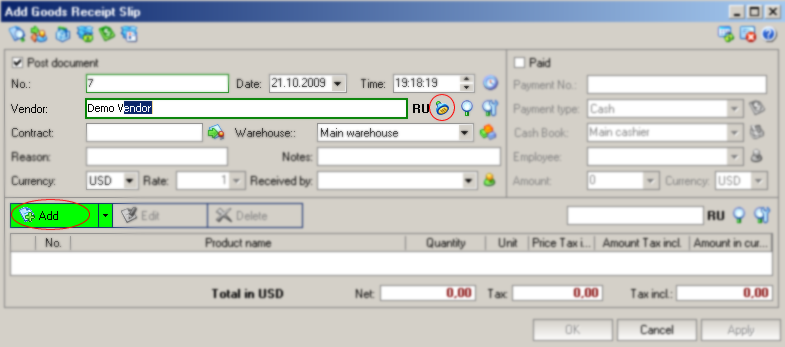 Add Goods Receipt Slip
Post document
Paid
No.: 7 Date: 21.10.2009 Time: 19:18:19
Payment No.:
Vendor: Demo Vendor RU
Payment type: Cash
Contract: Warehouse:: Main warehouse
Cash Book: Main cashier
Reason: Notes:
Employee:
Currency: USD Rate: 1 Received by:
Amount: 0 Currency: USD
Add Edit Delete RU
No. Product name Quantity Unit Price Tax i... Amount Tax incl. Amount in cur...
Total in USD Net: 0,00 Tax: 0,00 Tax incl.: 0,00
OK Cancel Apply